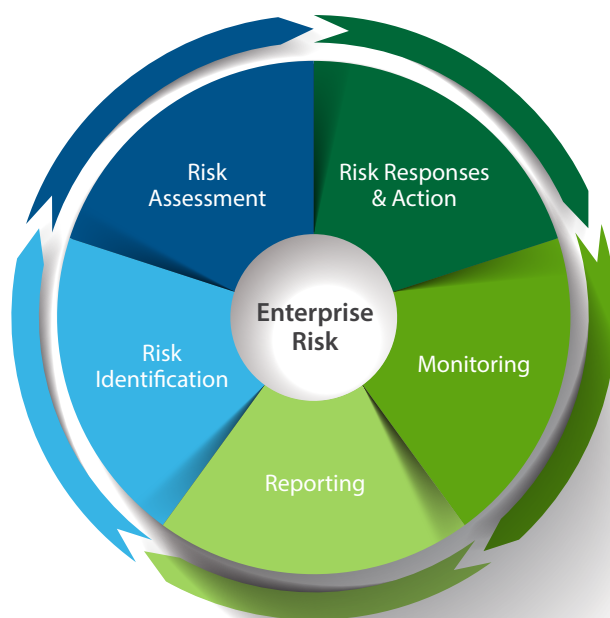 Risk
Assessment
Risk Responses
& Action
Enterprise
Risk
Risk
Identification
Monitoring
Reporting